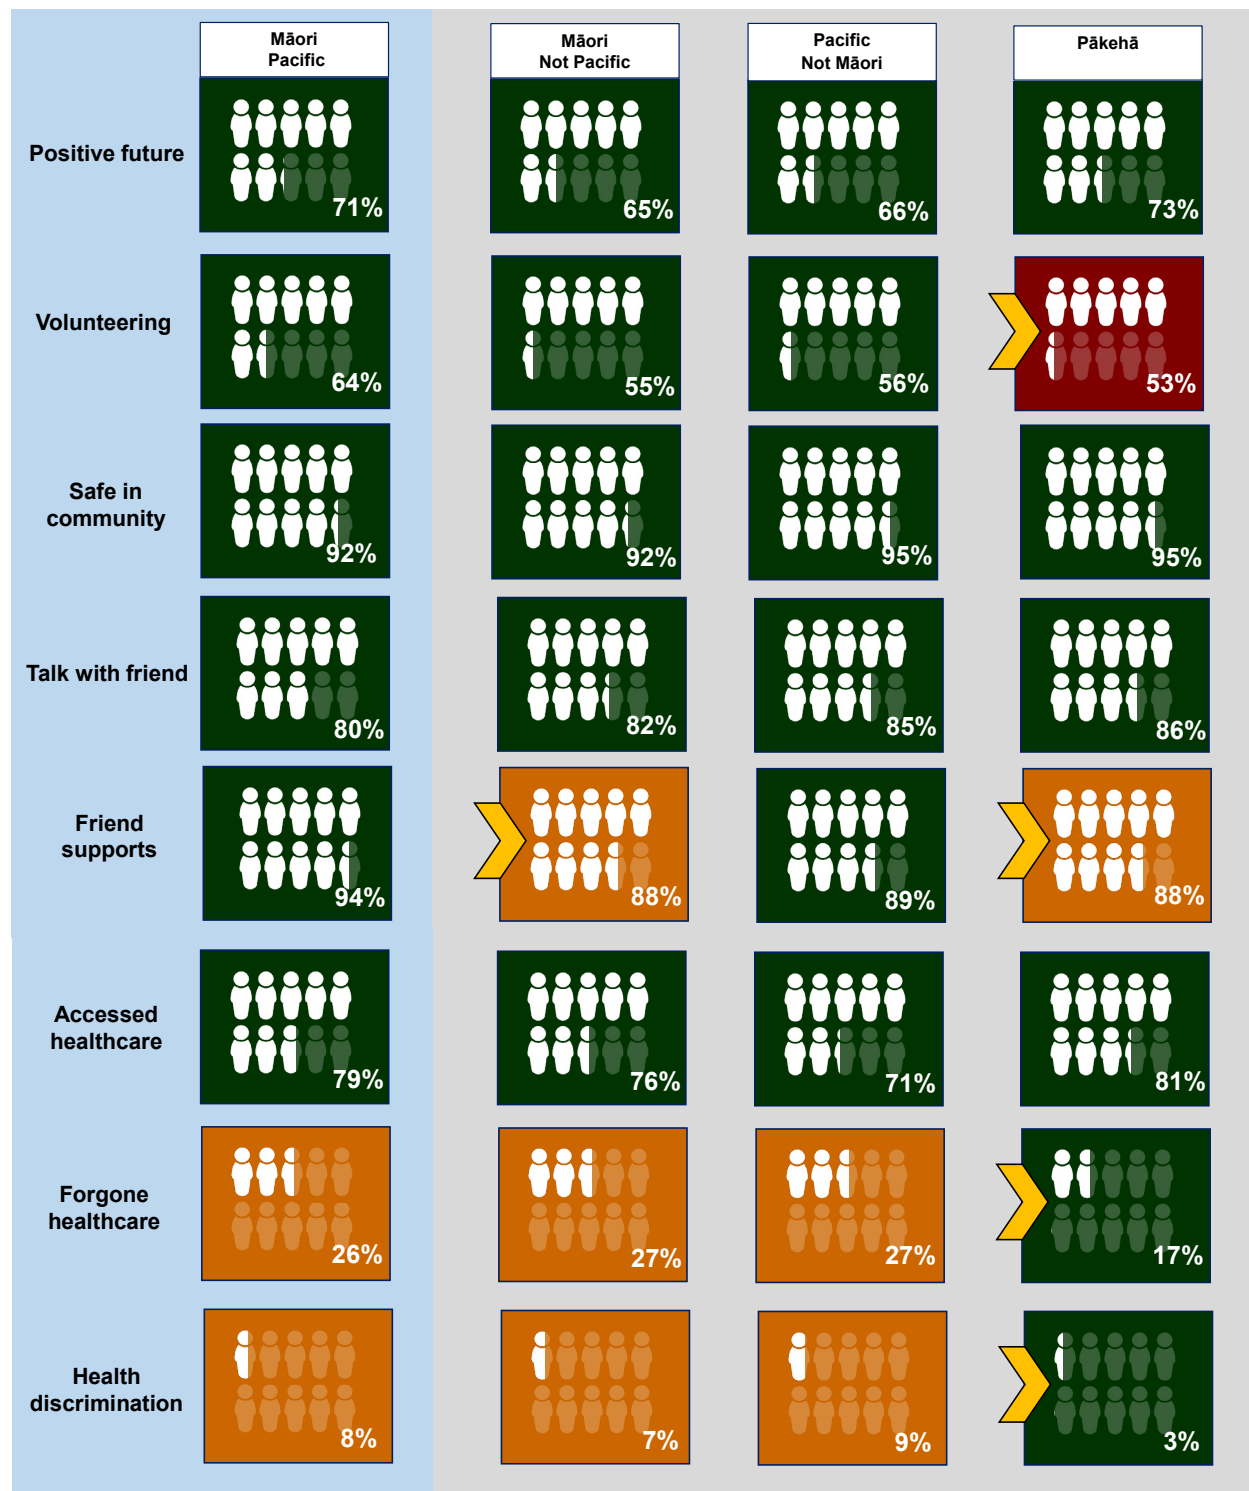 Māori
Pacific
Māori
Not Pacific
Pacific
Not Māori
Pākehā
Positive future
71%
65%
66%
73%
Volunteering
64%
55%
56%
53%
Safe in
community
92%
92%
95%
95%
Talk with friend
80%
82%
85%
86%
Friend
supports
94%
88%
89%
88%
Accessed
healthcare
79%
76%
71%
81%
Forgone
healthcare
26%
27%
27%
17%
Health
discrimination
8%
7%
9%
3%